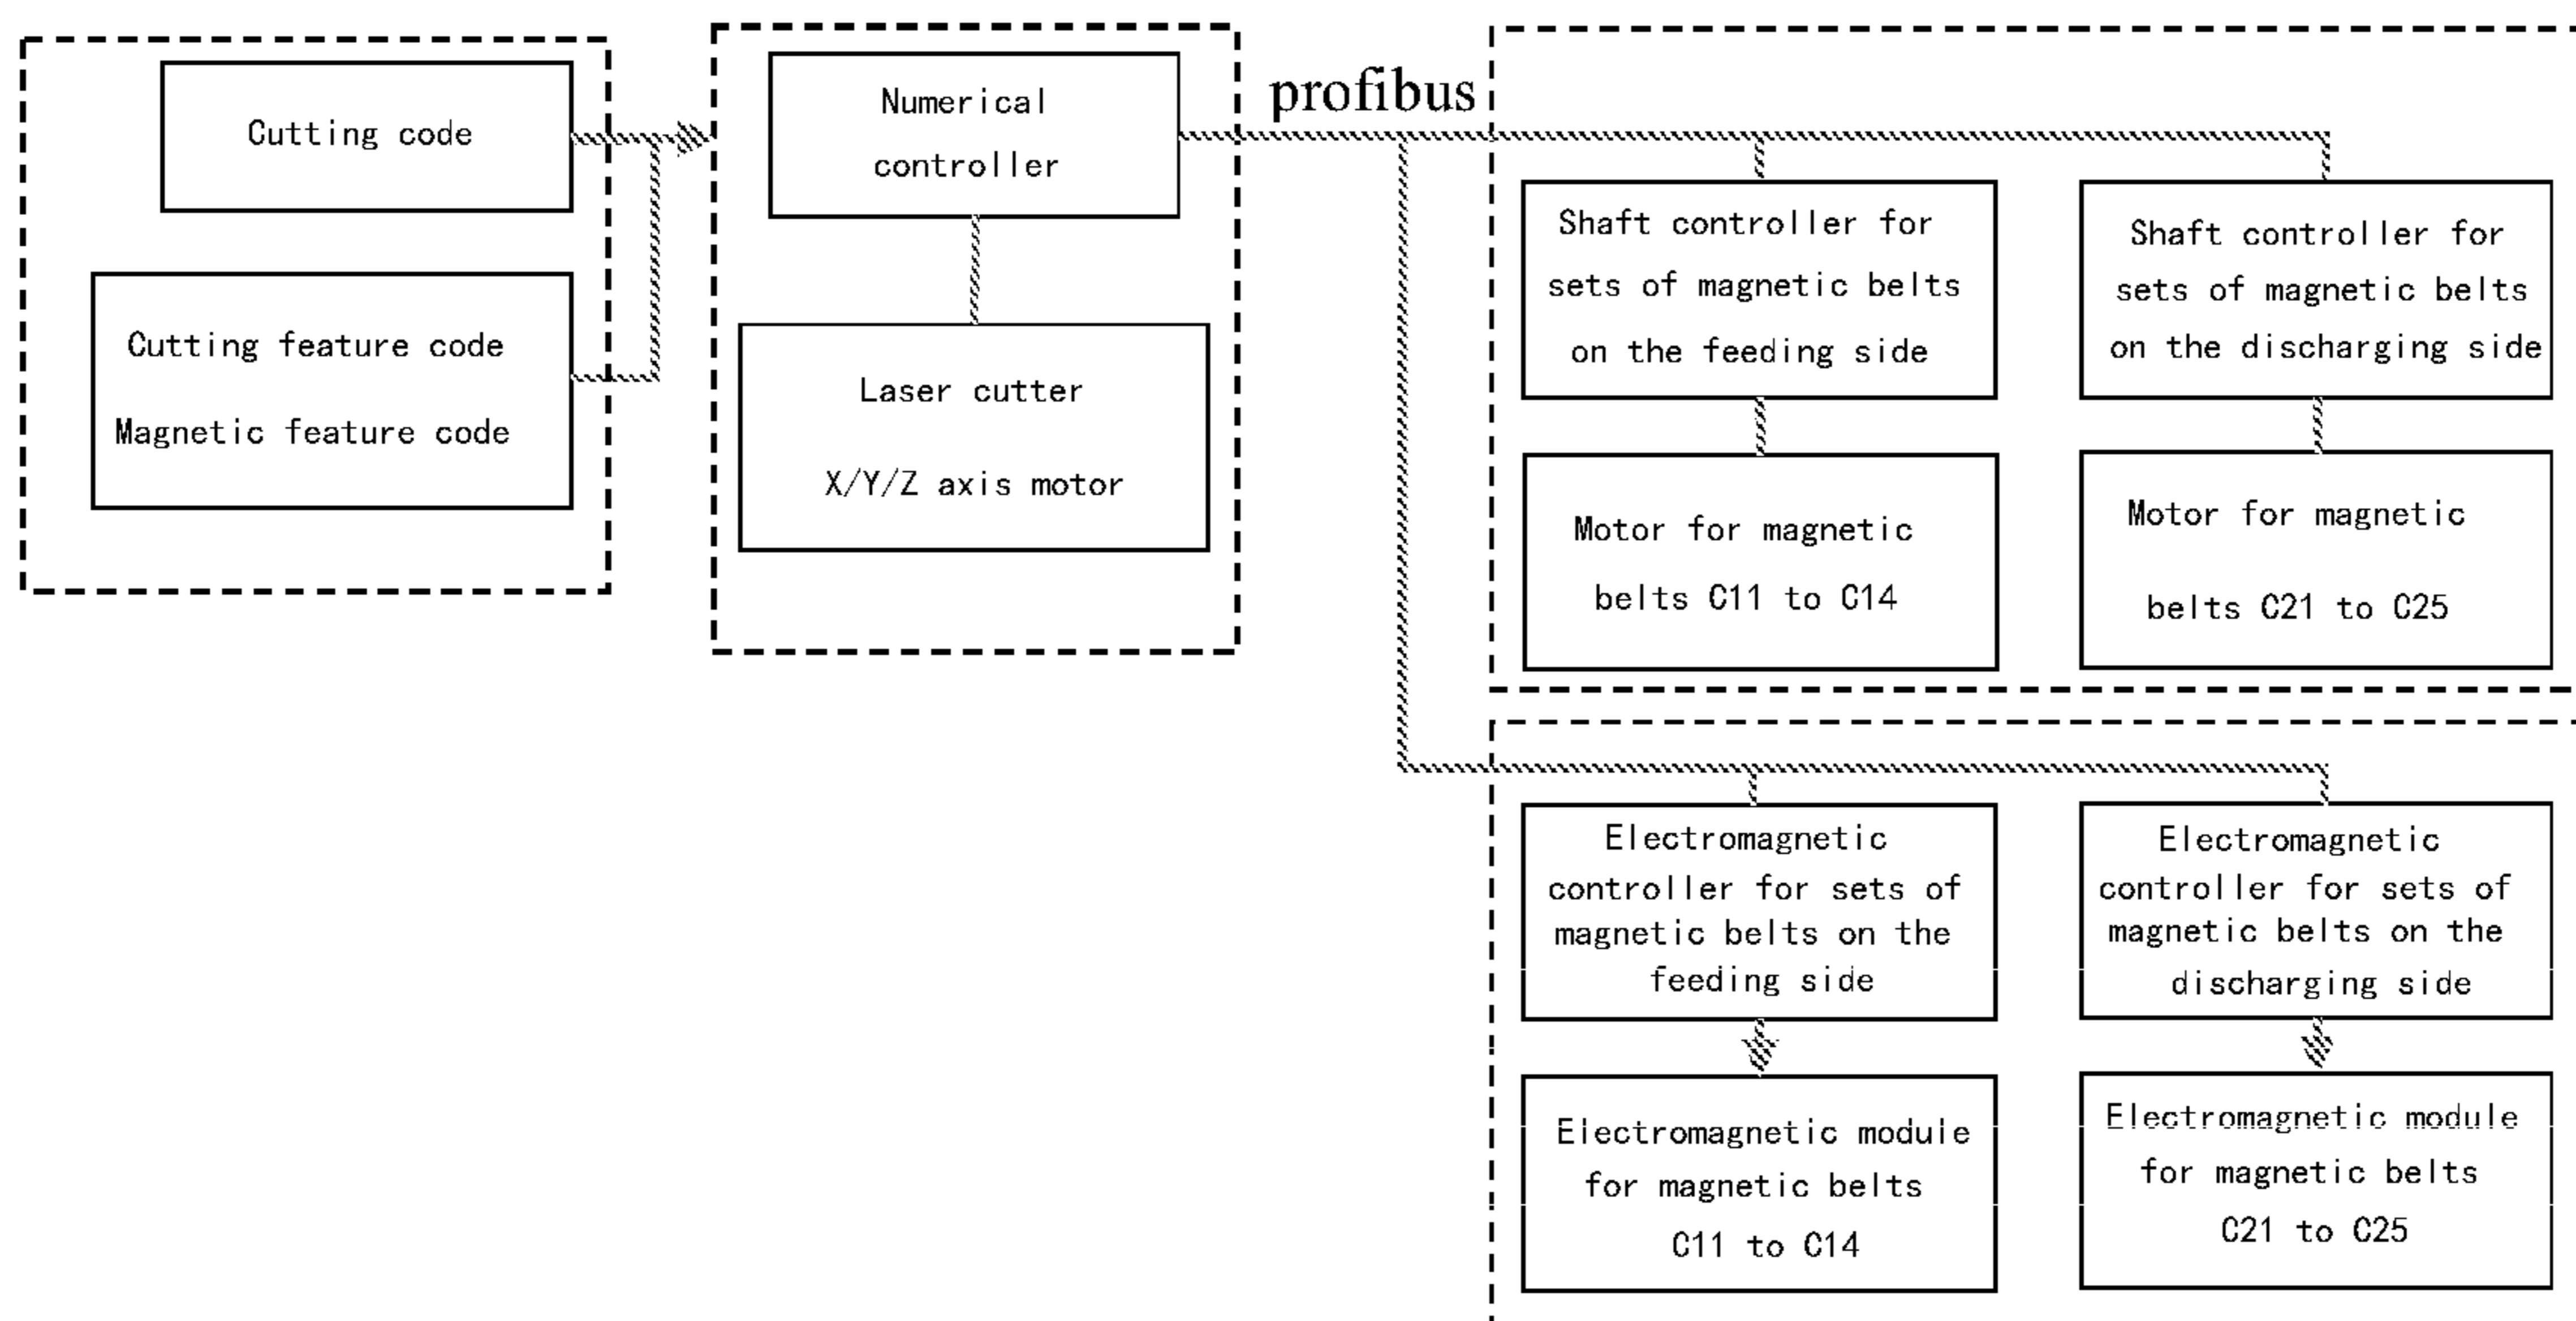 Cutting code
Cutting feature code
Magnetic feature code
Numerical
controller
Laser cutter
X/Y/Z axis motor
profibus
Shaft controller for
sets of magnetic belts
on the feeding side
Shaft controller for
sets of magnetic belts
on the discharging side
Motor for magnetic
belts C11 to C14
Motor for magnetic
belts C21 to C25
Electromagnetic
controller for sets of
magnetic belts on the
feeding side
Electromagnetic
controller for sets of
magnetic belts on the
discharging side
Electromagnetic module
for magnetic belts
C11 to C14
Electromagnetic module
for magnetic belts
C21 to C25